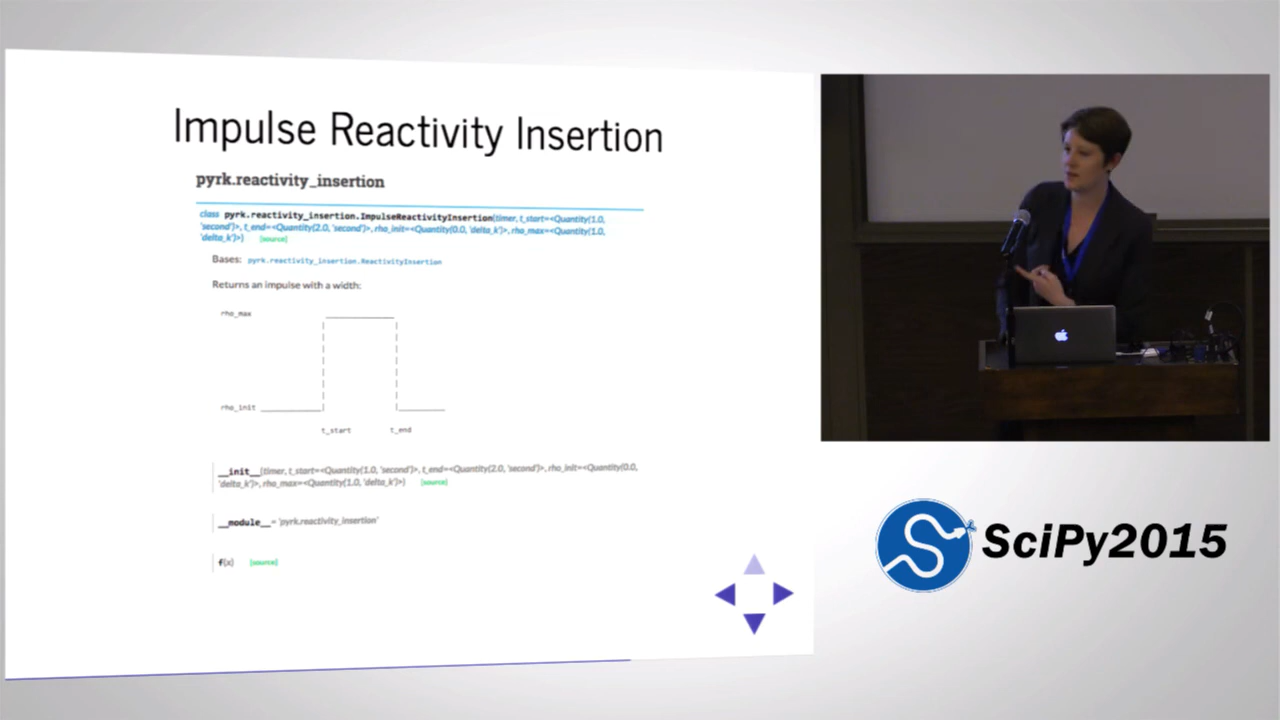 Impulse Reactivity Insertion
pyrk.reactivity_insertion
class pyrk.reactivity_insertion.ImpulseReactivityInsertion(timer, t_start=<Quantity(1.0,
'second')>, t_end=<Quantity(2.0, 'second')>, rho_init=<Quantity(0.0, 'delta_k')>, rho_max=<Quantity(1.0,
'delta_k')>) [source]
Bases: pyrk.reactivity_insertion.ReactivityInsertion
Returns an impulse with a width:
rho_max
rho_init
t_start t_end
__init__(timer, t_start=<Quantity(1.0, 'second')>, t_end=<Quantity(2.0, 'second')>, rho_init=<Quantity(0.0,
'delta_k')>, rho_max=<Quantity(1.0, 'delta_k')>) [source]
__module__ = 'pyrk.reactivity_insertion'
f(x) [source]
SciPy2015